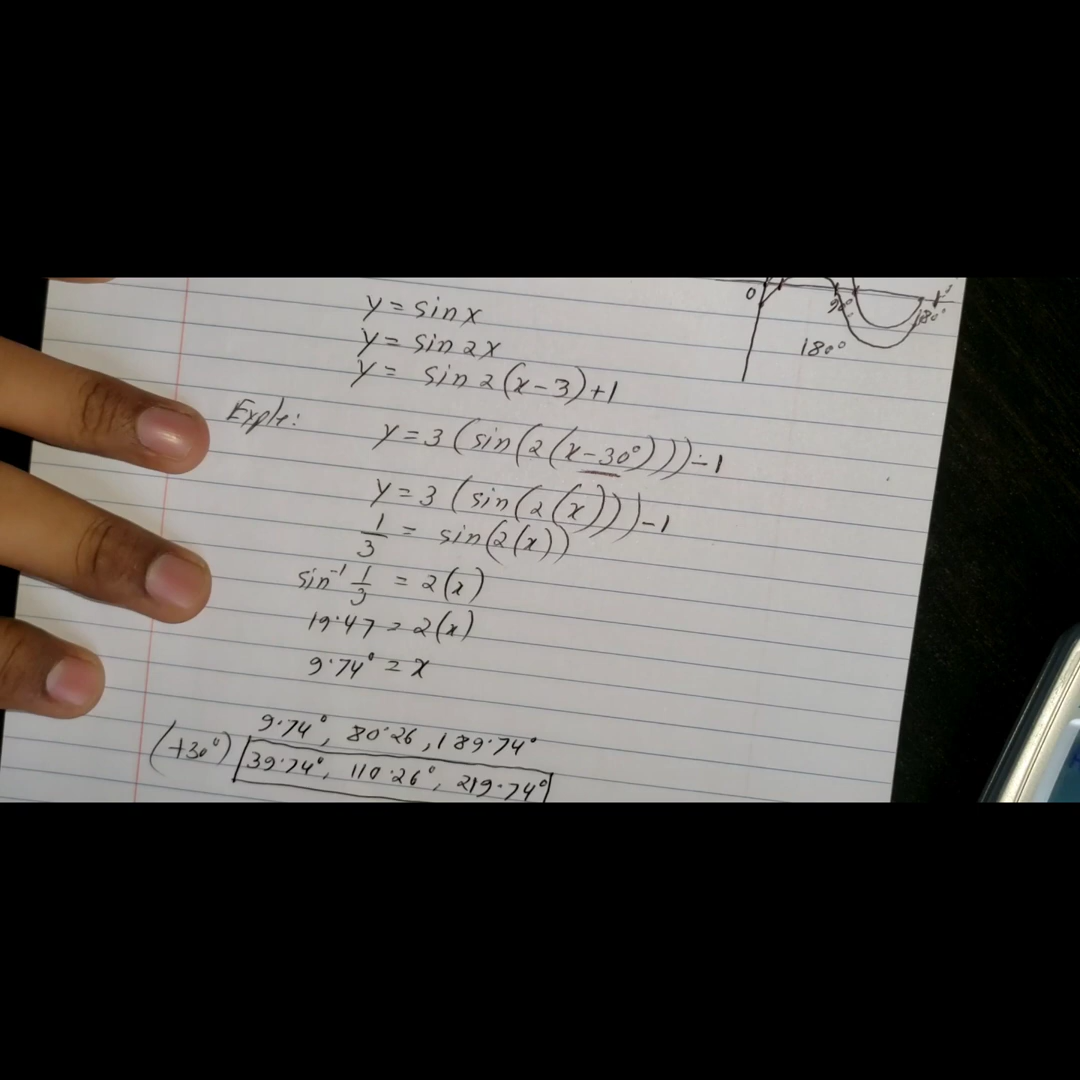 y = sin x
y = sin 2x
y = sin 2(x-3)+1
0
90°
180°
180°
Exple:
y = 3(sin(2(x-30°)))-1
y = 3(sin(2(x)))-1
1/3 = sin(2(x))
sin⁻¹ 1/3 = 2(x)
19.47 = 2(x)
9.74° = x
9.74°, 80.26, 189.74°
(+30°) 39.74°, 110.26°, 219.74°